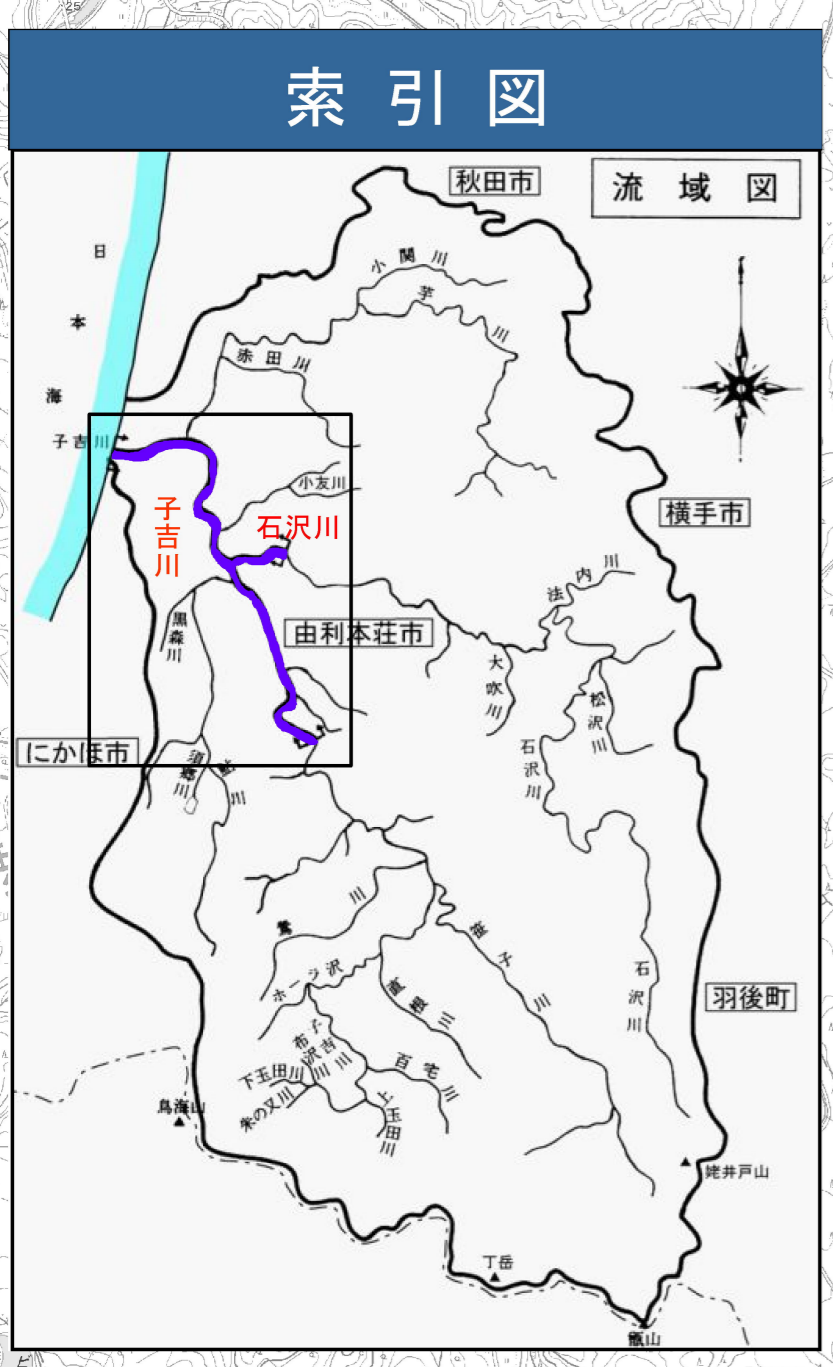 25
索引図
流域図
秋田市
日本海
小関川
芋川
赤田川
子吉川
小友川
子吉川
石沢川
横手市
法内川
黒森川
由利本荘市
大吹川
松沢川
石沢川
にかほ市
須郷川
鮎川
鶯川
笹子川
ホージ沢
直根三
石沢川
羽後町
子吉川
布沢川
下玉田川
朱の又川
百宅川
上玉田川
鳥海山
姥井戸山
丁岳
甑山